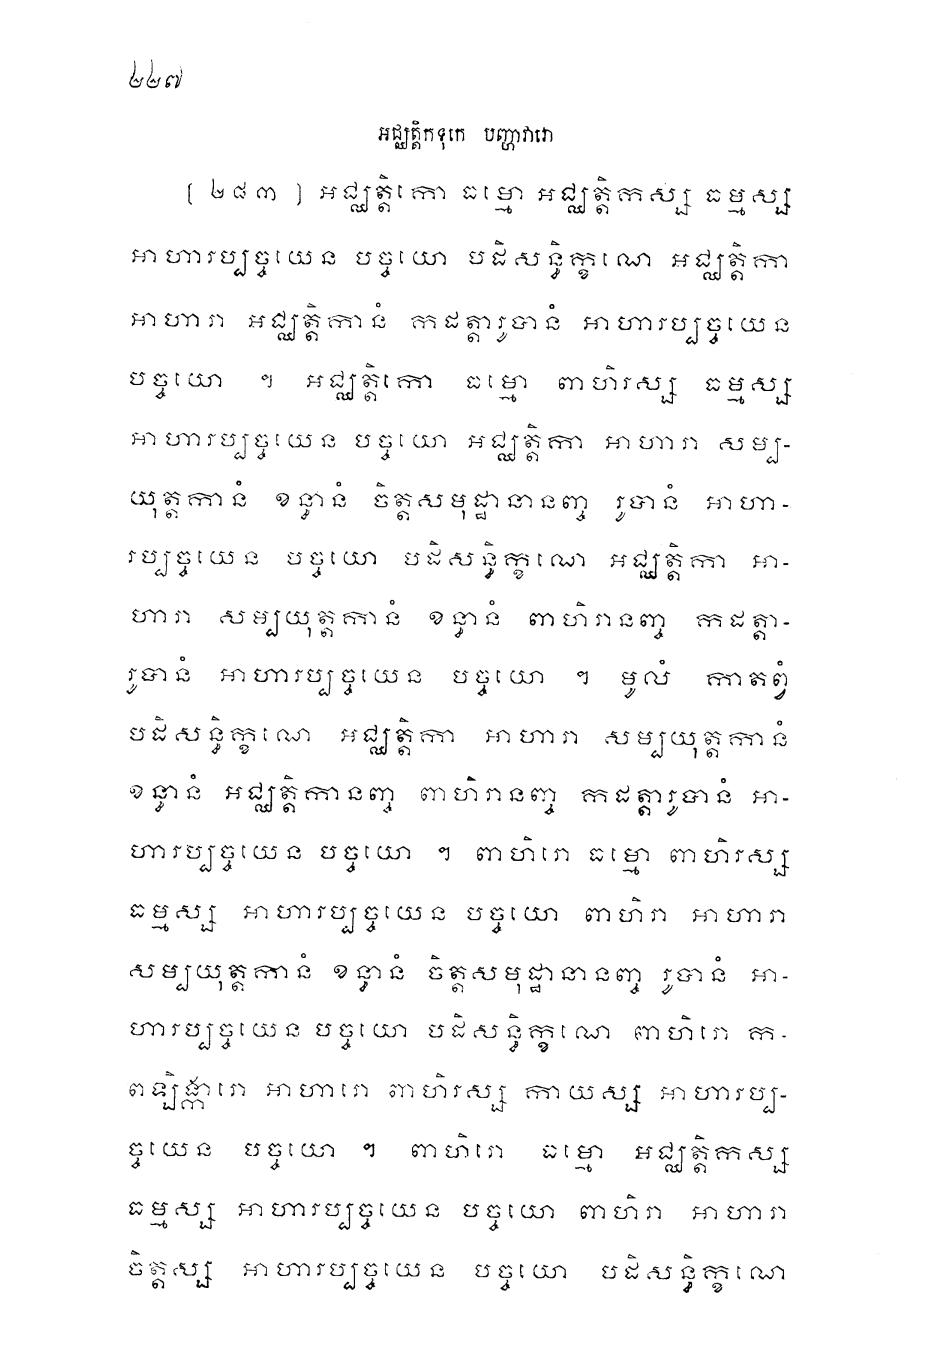 ២២៧
អជ្ឈត្តិកទុកេ បញ្ហាវារោ
[ ២៨៣ ] អជ្ឈត្តិកោ ធម្មោ អជ្ឈត្តិកស្ស ធម្មស្ស
អាហារប្បច្ចយេន បច្ចយោ បដិសន្ធិក្ខណេ អជ្ឈត្តិកា
អាហារា អជ្ឈត្តិកានំ កដត្តារូបានំ អាហារប្បច្ចយេន
បច្ចយោ ។ អជ្ឈត្តិកោ ធម្មោ ពាហិរស្ស ធម្មស្ស
អាហារប្បច្ចយេន បច្ចយោ អជ្ឈត្តិកា អាហារា សម្ប-
យុត្តកានំ ខន្ធានំ ចិត្តសមុដ្ឋានានញ្ច រូបានំ អាហា-
រប្បច្ចយេន បច្ចយោ បដិសន្ធិក្ខណេ អជ្ឈត្តិកា អា-
ហារា សម្បយុត្តកានំ ខន្ធានំ ពាហិរានញ្ច កដត្តា-
រូបានំ អាហារប្បច្ចយេន បច្ចយោ ។ មូលំ កាតព្វំ
បដិសន្ធិក្ខណេ អជ្ឈត្តិកា អាហារា សម្បយុត្តកានំ
ខន្ធានំ អជ្ឈត្តិកានញ្ច ពាហិរានញ្ច កដត្តារូបានំ អា-
ហារប្បច្ចយេន បច្ចយោ ។ ពាហិរោ ធម្មោ ពាហិរស្ស
ធម្មស្ស អាហារប្បច្ចយេន បច្ចយោ ពាហិរា អាហារា
សម្បយុត្តកានំ ខន្ធានំ ចិត្តសមុដ្ឋានានញ្ច រូបានំ អា-
ហារប្បច្ចយេន បច្ចយោ បដិសន្ធិក្ខណេ ពាហិរោ ក-
ពឡិង្ការោ អាហារោ ពាហិរស្ស កាយស្ស អាហារប្ប-
ច្ចយេន បច្ចយោ ។ ពាហិរោ ធម្មោ អជ្ឈត្តិកស្ស
ធម្មស្ស អាហារប្បច្ចយេន បច្ចយោ ពាហិរា អាហារា
ចិត្តស្ស អាហារប្បច្ចយេន បច្ចយោ បដិសន្ធិក្ខណេ